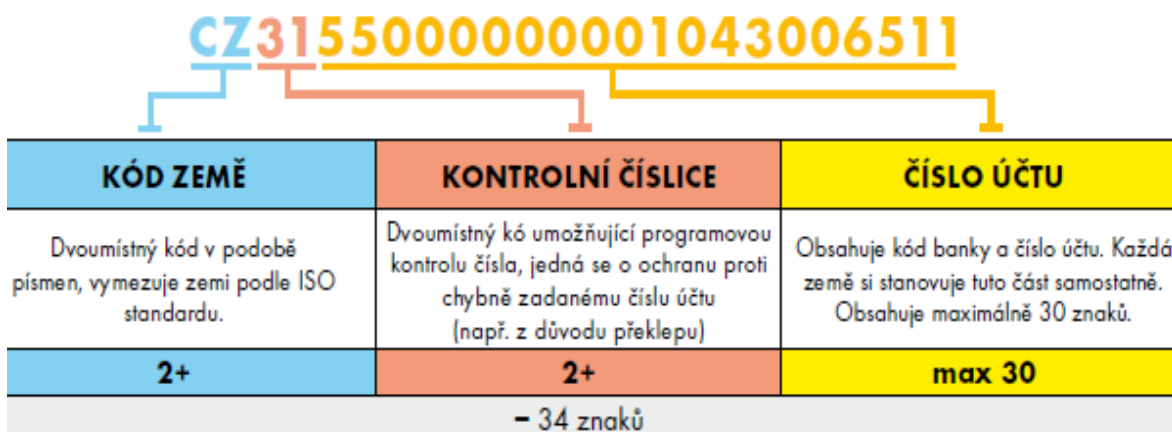 CZ3155000000001043006511
KÓD ZEMĚ KONTROLNÍ ČÍSLICE ČÍSLO ÚČTU
Dvoumístný kód v podobě
písmen, vymezuje zemi podle ISO
standardu.
Dvoumístný kó umožňující programovou
kontrolu čísla, jedná se o ochranu proti
chybně zadanému číslu účtu
(např. z důvodu překlepu)
Obsahuje kód banky a číslo účtu. Každá
země si stanovuje tuto část samostatně.
Obsahuje maximálně 30 znaků.
2+ 2+ max 30
– 34 znaků